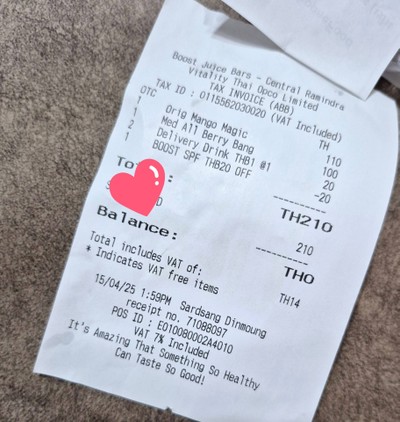 Boost Juice Bars - Central Ramindra
Vitality Thai Opco Limited
TAX INVOICE (ABB)
TAX ID : 0115562030020 (VAT Included)
OTC TH
1 Orig Mango Magic 110
1 Med All Berry Bang 100
2 Delivery Drink THB1 #1 20
1 BOOST SPF THB20 OFF -20
------------
TH210
210
------------
Balance: TH0
Total includes VAT of: TH14
* Indicates VAT free items
15/04/25 1:59PM Sardsang Dinmoung
receipt no. 71088097
POS ID : E010080002A4010
VAT 7% Included
It's Amazing That Something So Healthy
Can Taste So Good!